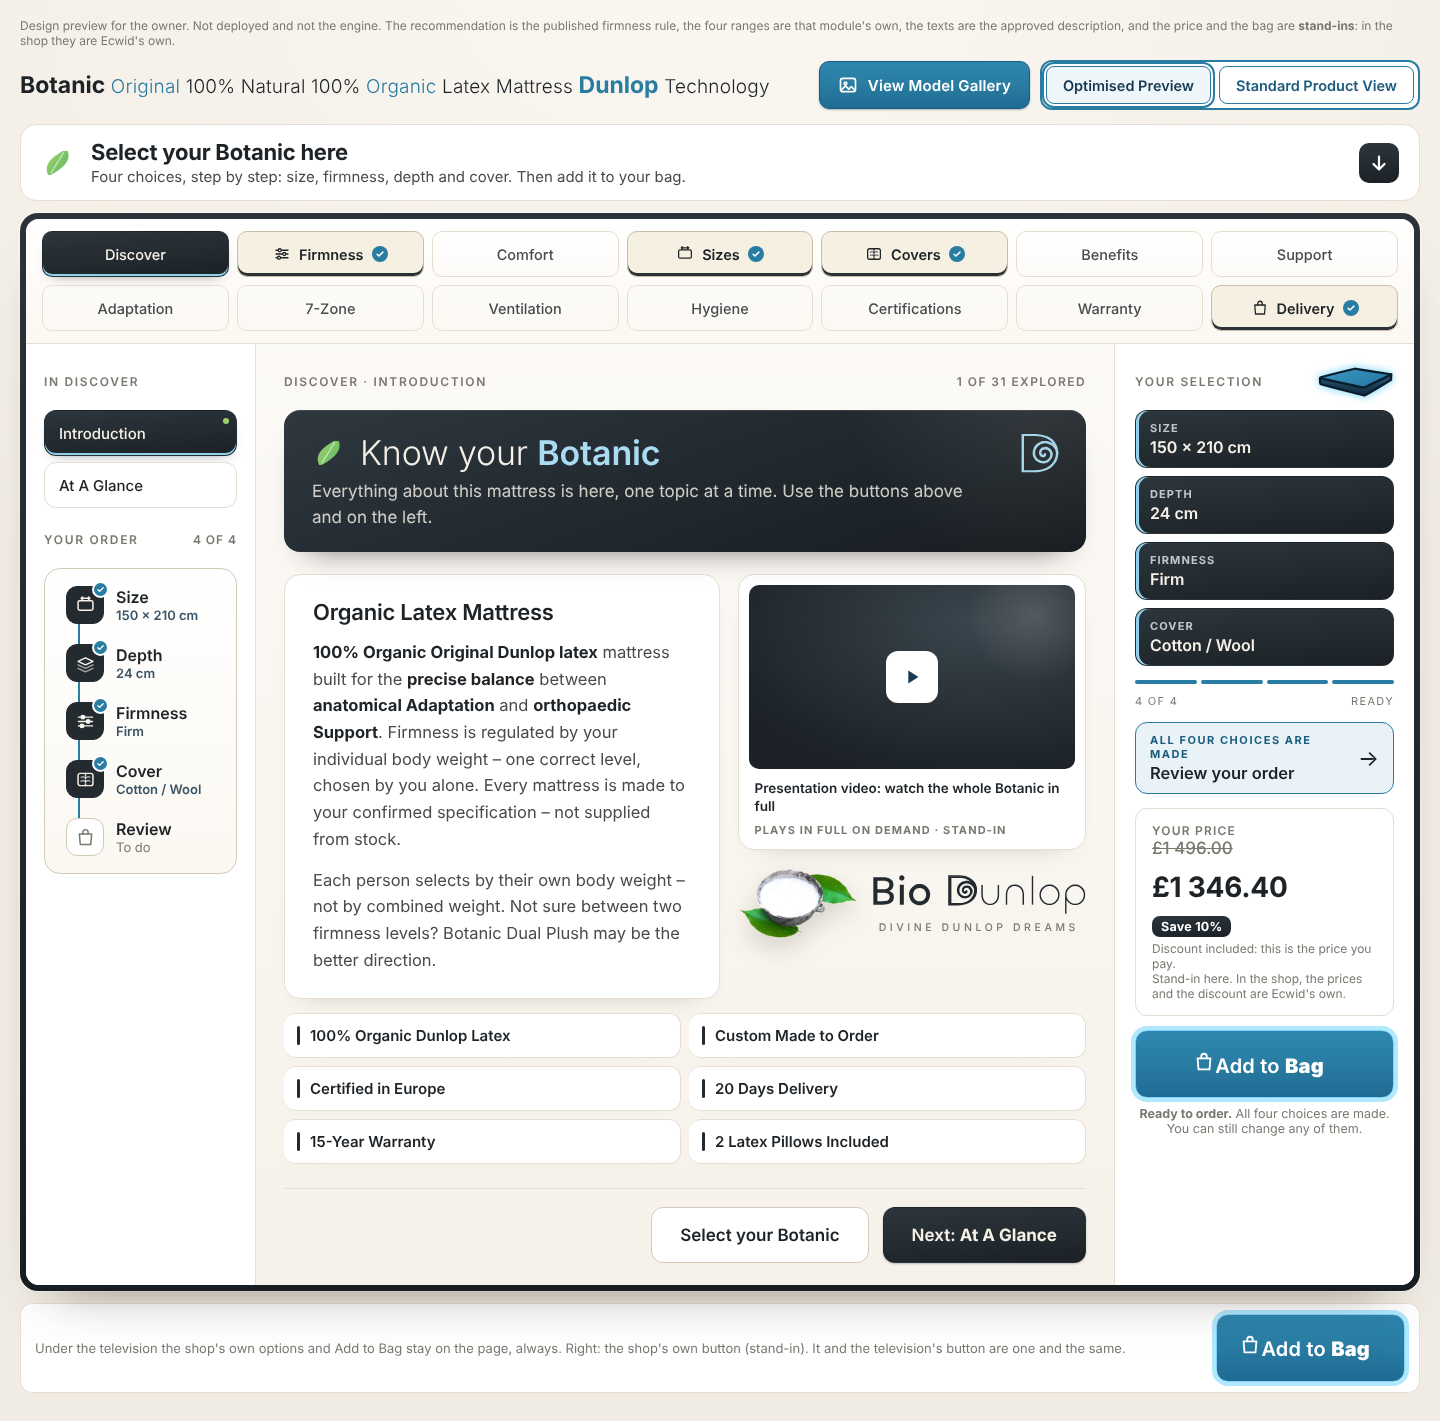 Design preview for the owner. Not deployed and not the engine. The recommendation is the published firmness rule, the four ranges are that module's own, the texts are the approved description, and the price and the bag are stand-ins: in the
shop they are Ecwid's own.
Botanic Original 100% Natural 100% Organic Latex Mattress Dunlop Technology
View Model Gallery
Optimised Preview
Standard Product View
Select your Botanic here
Four choices, step by step: size, firmness, depth and cover. Then add it to your bag.
Discover
Firmness
Comfort
Sizes
Covers
Benefits
Support
Adaptation
7-Zone
Ventilation
Hygiene
Certifications
Warranty
Delivery
IN DISCOVER
Introduction
At A Glance
YOUR ORDER
4 OF 4
Size
150 × 210 cm
Depth
24 cm
Firmness
Firm
Cover
Cotton / Wool
Review
To do
DISCOVER · INTRODUCTION
1 OF 31 EXPLORED
Know your Botanic
Everything about this mattress is here, one topic at a time. Use the buttons above
and on the left.
Organic Latex Mattress
100% Organic Original Dunlop latex mattress
built for the precise balance between
anatomical Adaptation and orthopaedic
Support. Firmness is regulated by your
individual body weight – one correct level,
chosen by you alone. Every mattress is made to
your confirmed specification – not supplied
from stock.
Each person selects by their own body weight –
not by combined weight. Not sure between two
firmness levels? Botanic Dual Plush may be the
better direction.
Presentation video: watch the whole Botanic in
full
PLAYS IN FULL ON DEMAND · STAND-IN
Bio Dunlop
DIVINE DUNLOP DREAMS
100% Organic Dunlop Latex
Custom Made to Order
Certified in Europe
20 Days Delivery
15-Year Warranty
2 Latex Pillows Included
Select your Botanic
Next: At A Glance
YOUR SELECTION
SIZE
150 × 210 cm
DEPTH
24 cm
FIRMNESS
Firm
COVER
Cotton / Wool
4 OF 4
READY
ALL FOUR CHOICES ARE
MADE
Review your order
YOUR PRICE
£1 496.00
£1 346.40
Save 10%
Discount included: this is the price you
pay.
Stand-in here. In the shop, the prices
and the discount are Ecwid's own.
Add to Bag
Ready to order. All four choices are made.
You can still change any of them.
Under the television the shop's own options and Add to Bag stay on the page, always. Right: the shop's own button (stand-in). It and the television's button are one and the same.
Add to Bag